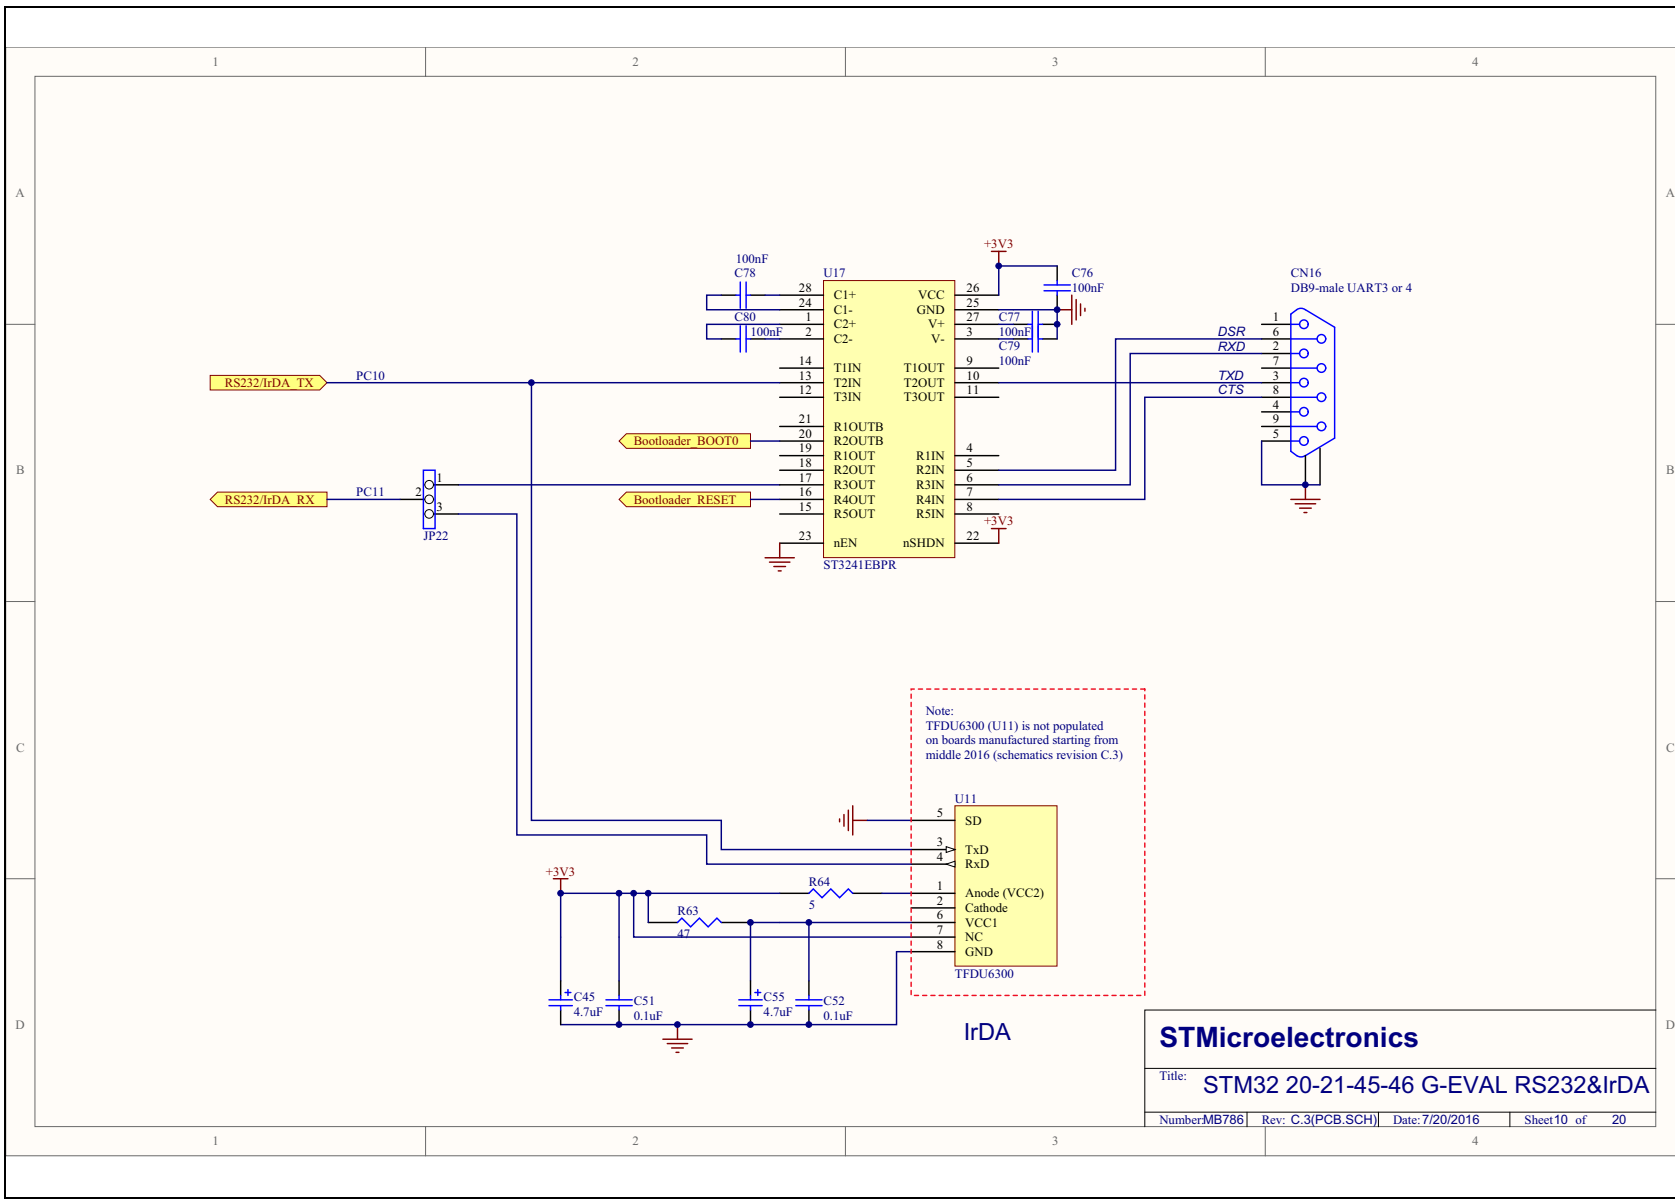 1 2 3 4
A A
B B
C C
D D
100nF
C78
C80
100nF
U17
28 C1+
24 C1-
1 C2+
2 C2-
14 T1IN
13 T2IN
12 T3IN
21 R1OUTB
20 R2OUTB
19 R1OUT
18 R2OUT
17 R3OUT
16 R4OUT
15 R5OUT
23 nEN
VCC 26
GND 25
V+ 27
V- 3
T1OUT 9
T2OUT 10
T3OUT 11
R1IN 4
R2IN 5
R3IN 6
R4IN 7
R5IN 8
nSHDN 22
ST3241EBPR
+3V3
C76
100nF
C77
100nF
C79
100nF
+3V3
CN16
DB9-male UART3 or 4
1
DSR 6
RXD 2
7
TXD 3
CTS 8
4
9
5
RS232/IrDA_TX PC10
Bootloader_BOOT0
RS232/IrDA_RX PC11
Bootloader_RESET
1
2
3
JP22
Note:
TFDU6300 (U11) is not populated
on boards manufactured starting from
middle 2016 (schematics revision C.3)
U11
5 SD
3 TxD
4 RxD
1 Anode (VCC2)
2 Cathode
6 VCC1
7 NC
8 GND
TFDU6300
+3V3
R64
5
R63
47
+ C45
4.7uF
C51
0.1uF
+ C55
4.7uF
C52
0.1uF
IrDA
STMicroelectronics
Title: STM32 20-21-45-46 G-EVAL RS232&IrDA
Number:MB786 Rev: C.3(PCB.SCH) Date:7/20/2016 Sheet 10 of 20
1 2 3 4